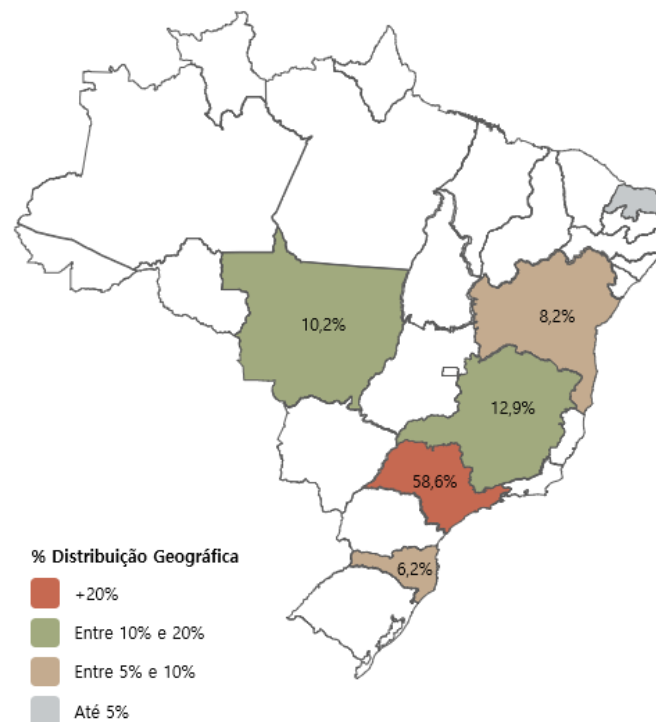 8,2%
10,2%
12,9%
58,6%
6,2%
% Distribuição Geográfica
+20%
Entre 10% e 20%
Entre 5% e 10%
Até 5%